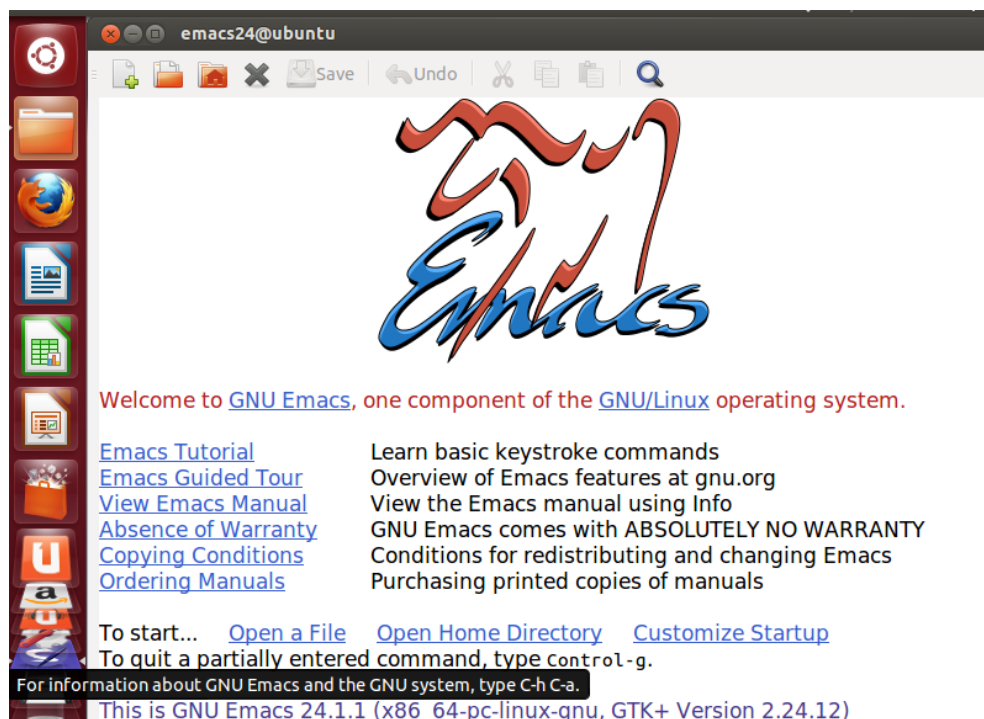 emacs24@ubuntu
Save Undo
Emacs
Welcome to GNU Emacs, one component of the GNU/Linux operating system.
Emacs Tutorial Learn basic keystroke commands
Emacs Guided Tour Overview of Emacs features at gnu.org
View Emacs Manual View the Emacs manual using Info
Absence of Warranty GNU Emacs comes with ABSOLUTELY NO WARRANTY
Copying Conditions Conditions for redistributing and changing Emacs
Ordering Manuals Purchasing printed copies of manuals
To start... Open a File Open Home Directory Customize Startup
To quit a partially entered command, type Control-g.
For information about GNU Emacs and the GNU system, type C-h C-a.
This is GNU Emacs 24.1.1 (x86_64-pc-linux-gnu, GTK+ Version 2.24.12)